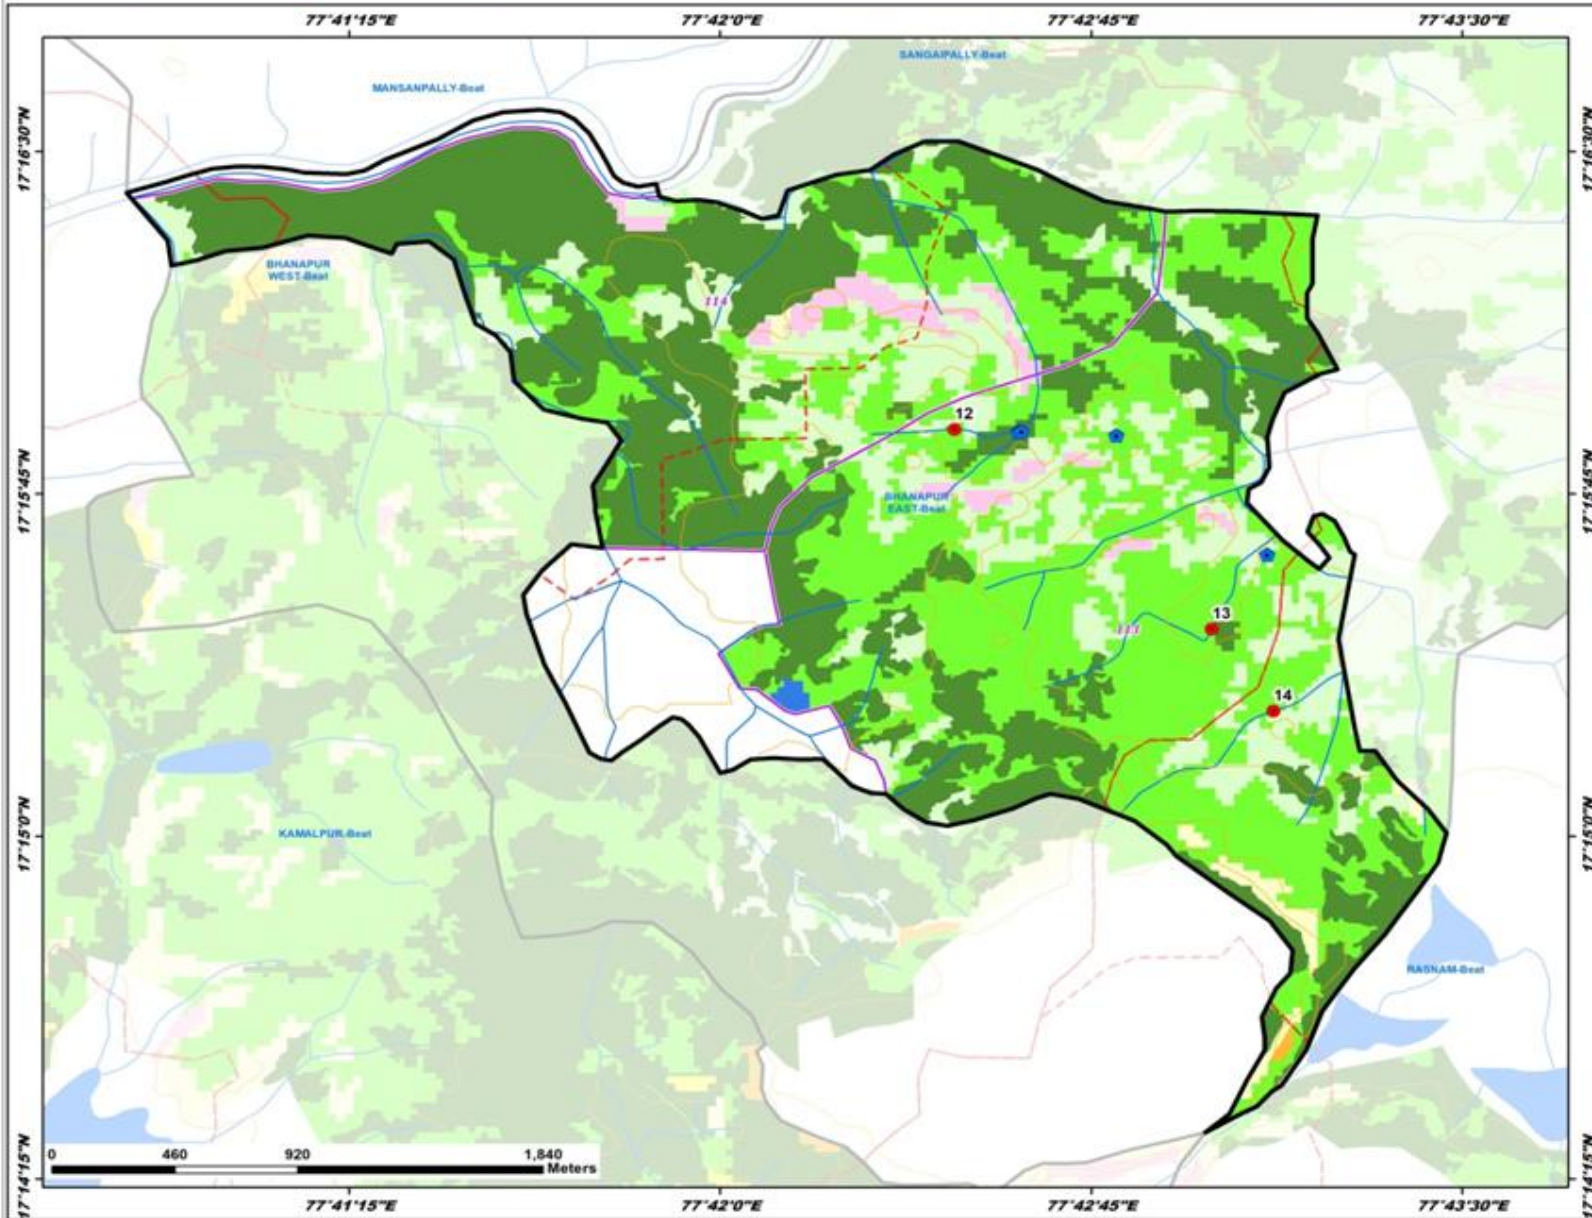 77°41'15"E 77°42'0"E 77°42'45"E 77°43'30"E
SANGAIPALLY-Beat
MANSANPALLY-Beat
17°16'30"N 17°16'30"N
BHANAPUR
WEST-Beat
114
12
17°15'45"N 17°15'45"N
BHANAPUR
EAST-Beat
13
113
14
17°15'0"N 17°15'0"N
KAMALPUR-Beat
RASNAM-Beat
17°14'15"N 17°14'15"N
0 460 920 1,840
Meters
77°41'15"E 77°42'0"E 77°42'45"E 77°43'30"E